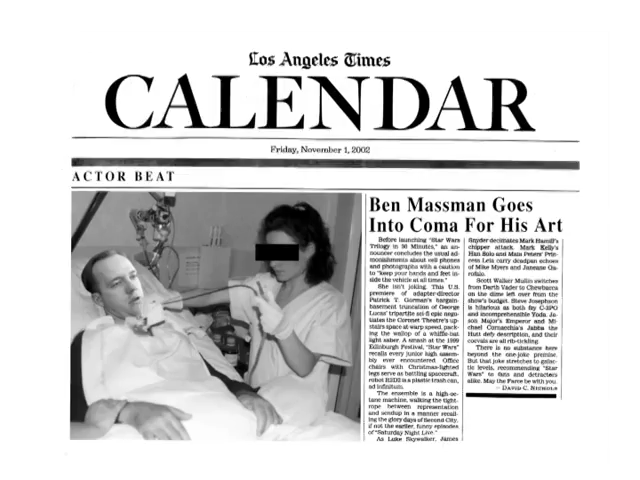 Los Angeles Times
CALENDAR
Friday, November 1, 2002
ACTOR BEAT
Ben Massman Goes
Into Coma For His Art
Before launching "Star Wars
Trilogy in 30 Minutes," an an-
nouncer concludes the usual ad-
monishments about cell phones
and photographs with a caution
to "keep your hands and feet in-
side the vehicle at all times."
She isn't joking. This U.S.
premiere of adapter-director
Patrick T. Gorman's bargain-
basement truncation of George
Lucas' tripartite sci-fi epic nego-
tiates the Coronet Theatre's up-
stairs space at warp speed, pack-
ing the wallop of a whiffle-bat
light saber. A smash at the 1999
Edinburgh Festival, "Star Wars"
recalls every junior high assem-
bly ever encountered. Office
chairs with Christmas-lighted
legs serve as battling spacecraft,
robot R2D2 is a plastic trash can,
ad infinitum.
The ensemble is a high-oc-
tane machine, walking the tight-
rope between representation
and sendup in a manner recall-
ing the glory days of Second City,
if not the earlier, funny episodes
of "Saturday Night Live."
As Luke Skywalker, James
Snyder decimates Mark Hamill's
chipper attack. Mark Kelly's
Han Solo and Maia Peters' Prin-
cess Leia carry deadpan echoes
of Mike Myers and Janeane Ga-
rofalo.
Scott Walker Mullin switches
from Darth Vader to Chewbacca
on the dime left over from the
show's budget. Steve Josephson
is hilarious as both fey C-3PO
and incomprehensible Yoda. Ja-
son Major's Emperor and Mi-
chael Cornacchia's Jabba the
Hutt defy description, and their
coevals are all rib-tickling.
There is no substance here
beyond the one-joke premise.
But that joke stretches to galac-
tic levels, recommending "Star
Wars" to fans and detractors
alike. May the Farce be with you.
— DAVID C. NICHOLS